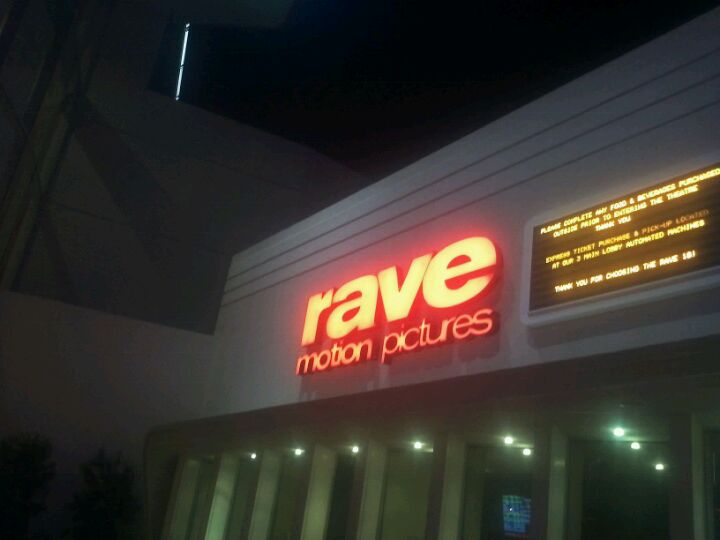 rave
motion pictures
PLEASE COMPLETE ANY FOOD & BEVERAGES PURCHASED
OUTSIDE PRIOR TO ENTERING THE THEATRE
THANK YOU
EXPRESS TICKET PURCHASE & PICK-UP LOCATED
AT OUR 3 MAIN LOBBY AUTOMATED MACHINES
THANK YOU FOR CHOOSING THE RAVE 18!